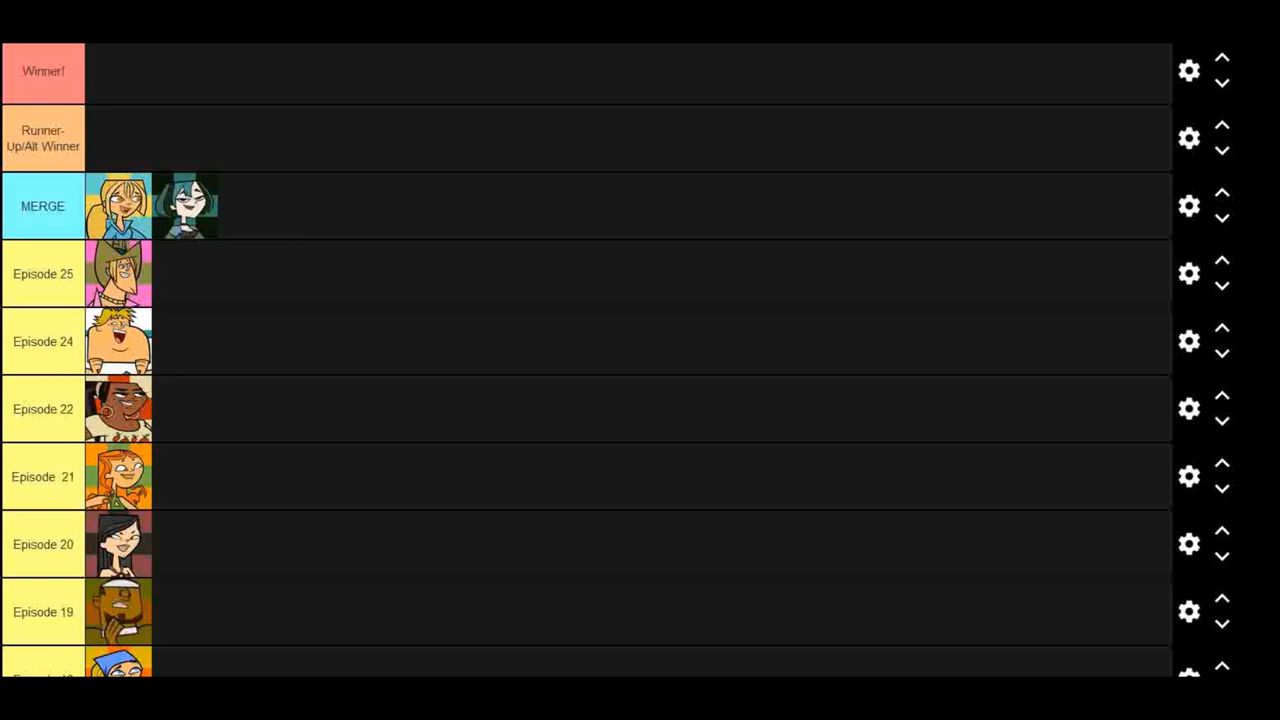 Winner!
Runner-
Up/Alt Winner
MERGE
Episode 25
Episode 24
Episode 22
Episode 21
Episode 20
Episode 19